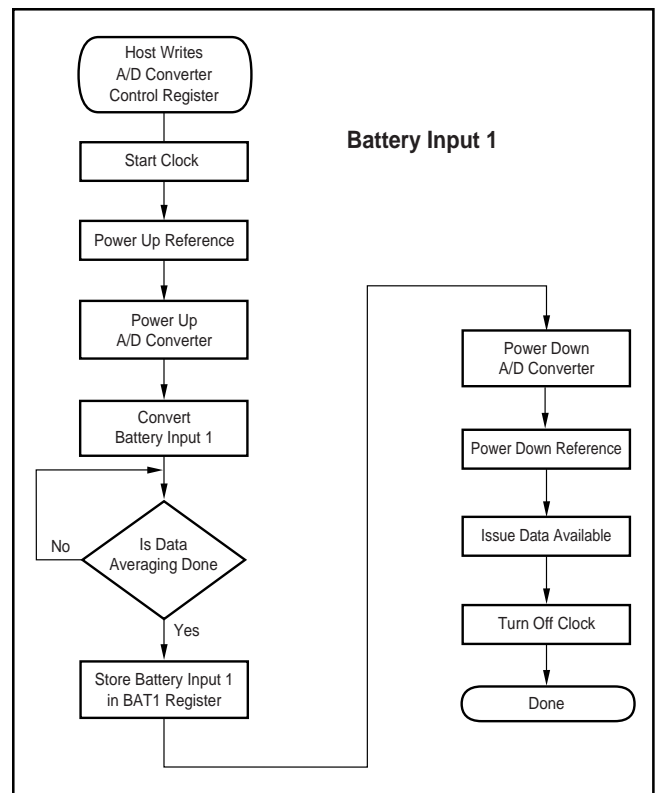 Battery Input 1
Host Writes
A/D Converter
Control Register
Start Clock
Power Up Reference
Power Up
A/D Converter
Convert
Battery Input 1
Is Data
Averaging Done
No
Yes
Store Battery Input 1
in BAT1 Register
Power Down
A/D Converter
Power Down Reference
Issue Data Available
Turn Off Clock
Done